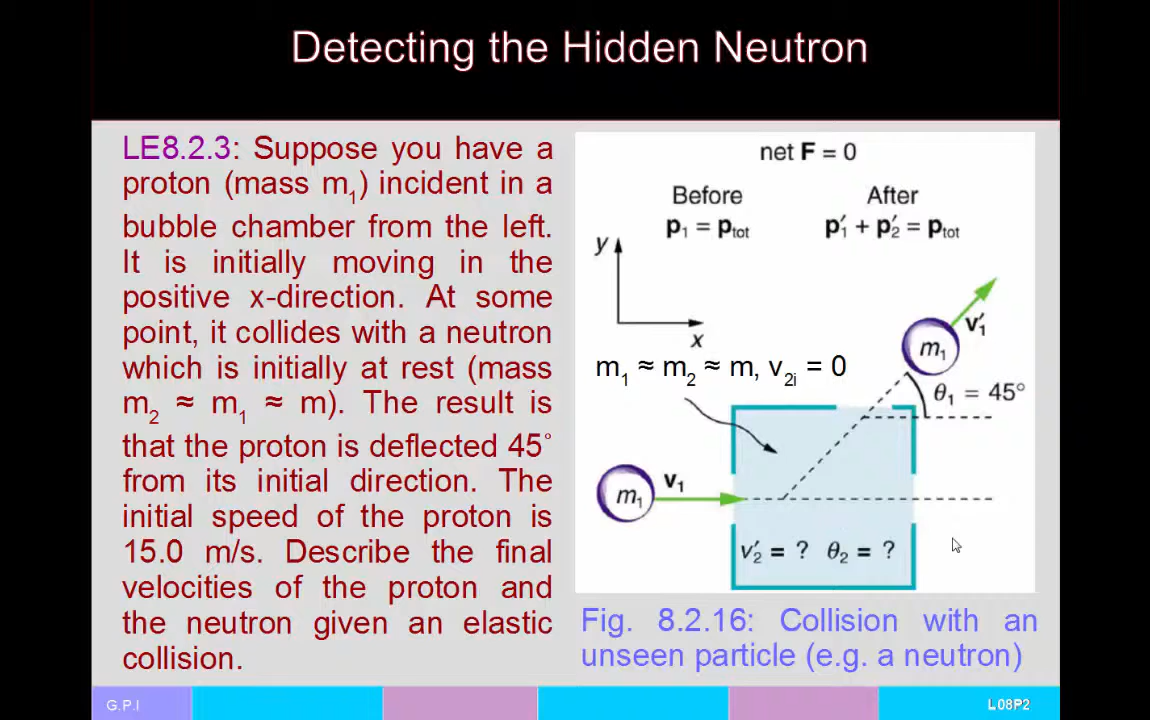 Detecting the Hidden Neutron
LE8.2.3: Suppose you have a
proton (mass m₁) incident in a
bubble chamber from the left.
It is initially moving in the
positive x-direction. At some
point, it collides with a neutron
which is initially at rest (mass
m₂ ≈ m₁ ≈ m). The result is
that the proton is deflected 45°
from its initial direction. The
initial speed of the proton is
15.0 m/s. Describe the final
velocities of the proton and
the neutron given an elastic
collision.
net F = 0
Before After
p₁ = pₜₒₜ p′₁ + p′₂ = pₜₒₜ
y
x
v′₁
m₁
m₁ ≈ m₂ ≈ m, v₂ᵢ = 0
θ₁ = 45°
m₁
v₁
v′₂ = ? θ₂ = ?
Fig. 8.2.16: Collision with an
unseen particle (e.g. a neutron)
G.P.I
L08P2